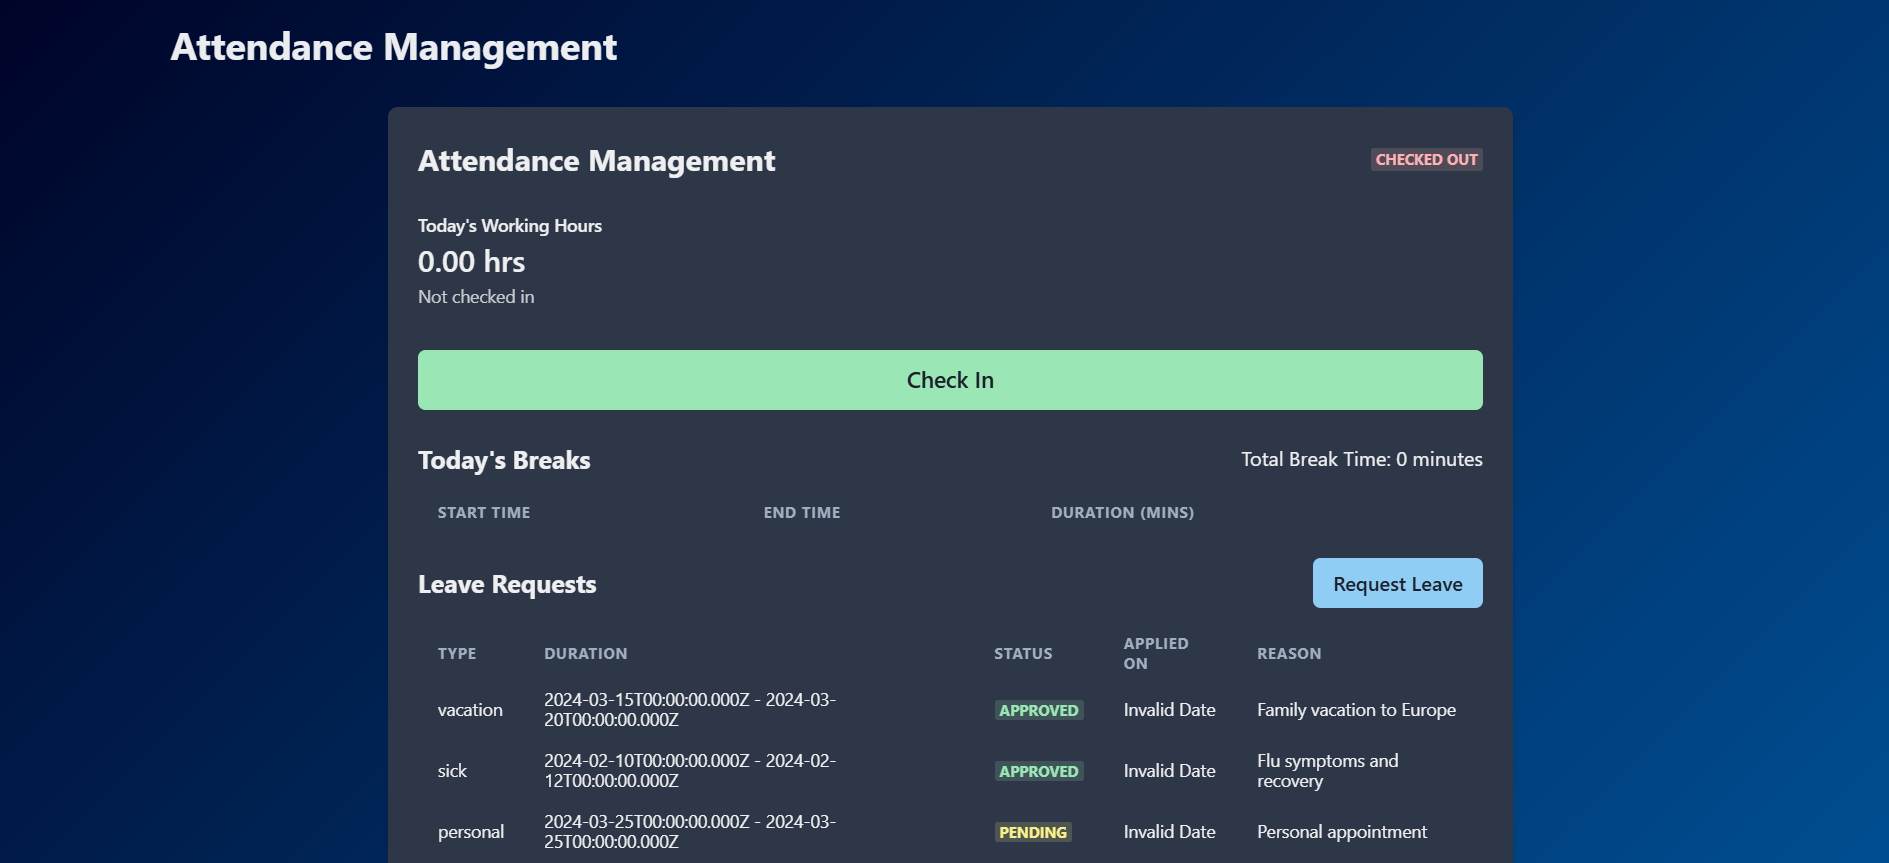 Attendance Management
Attendance Management
CHECKED OUT
Today's Working Hours
0.00 hrs
Not checked in
Check In
Today's Breaks
Total Break Time: 0 minutes
START TIME END TIME DURATION (MINS)
Leave Requests
Request Leave
TYPE DURATION STATUS APPLIED ON REASON
vacation 2024-03-15T00:00:00.000Z - 2024-03-20T00:00:00.000Z APPROVED Invalid Date Family vacation to Europe
sick 2024-02-10T00:00:00.000Z - 2024-02-12T00:00:00.000Z APPROVED Invalid Date Flu symptoms and recovery
personal 2024-03-25T00:00:00.000Z - 2024-03-25T00:00:00.000Z PENDING Invalid Date Personal appointment